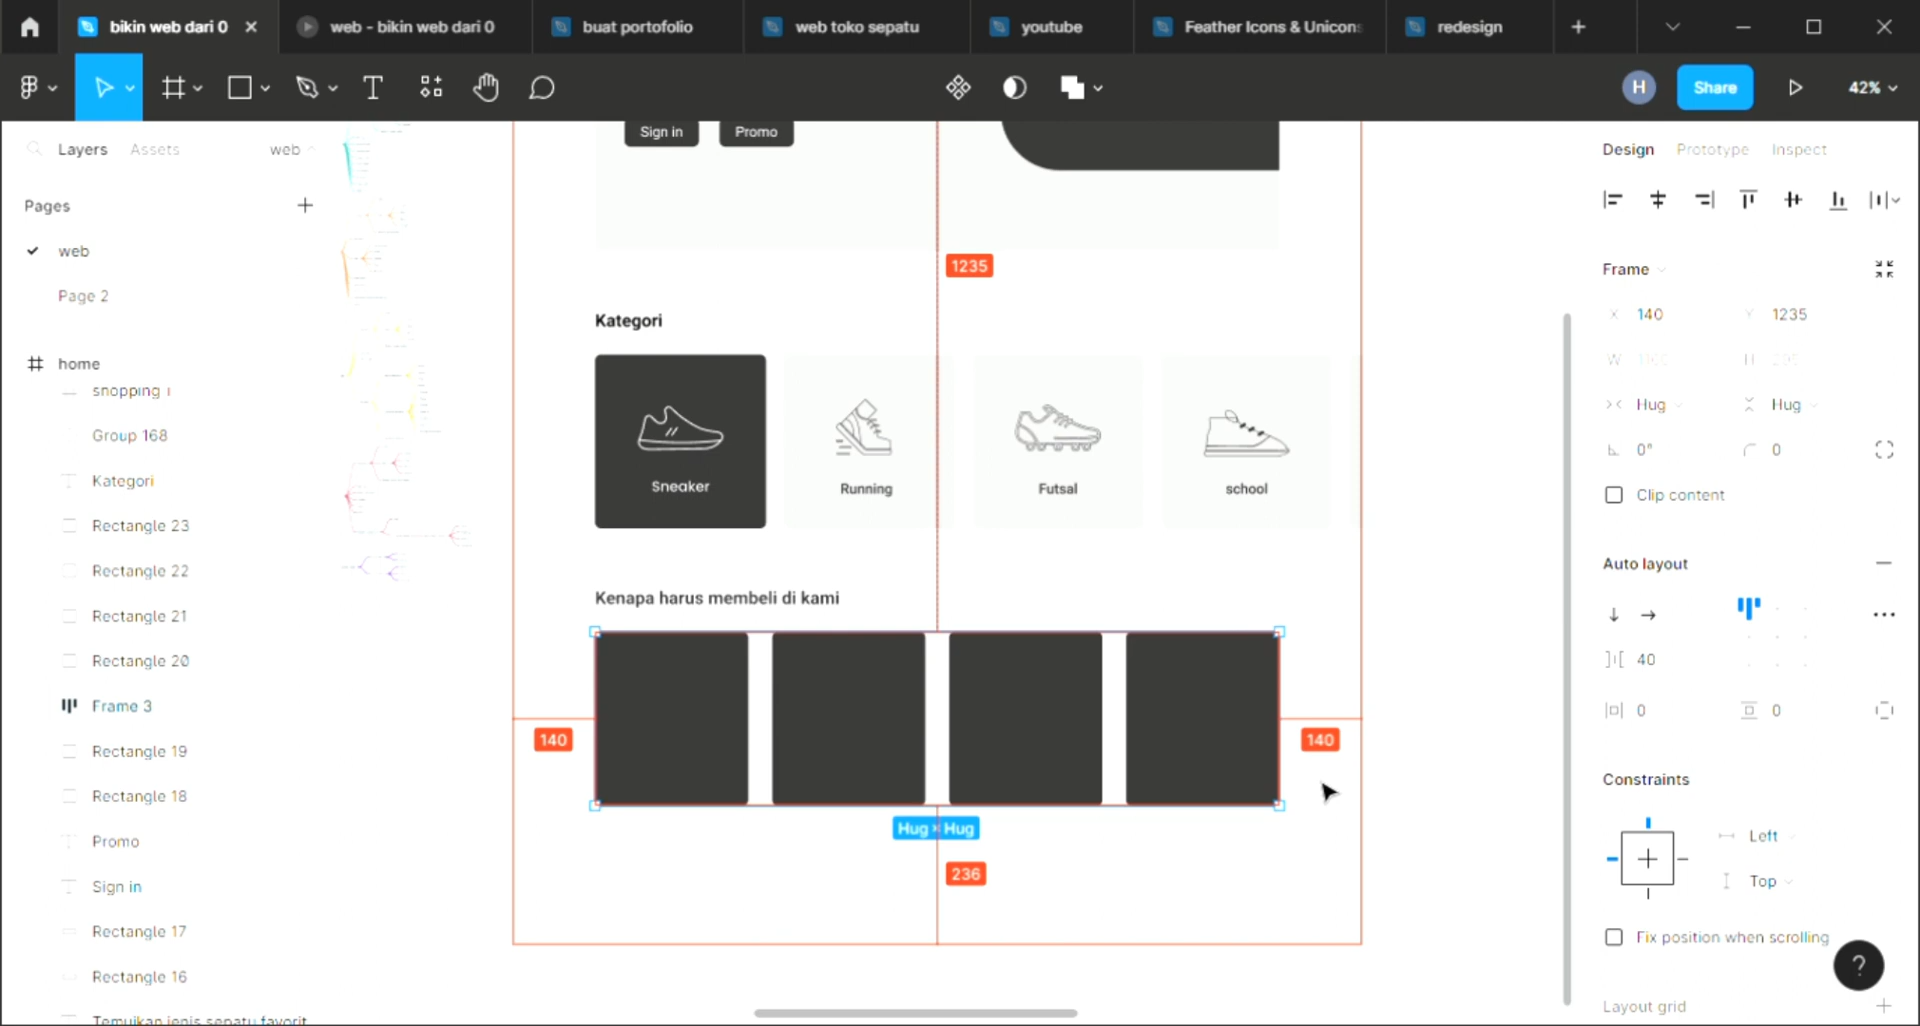 bikin web dari 0
web - bikin web dari 0
buat portofolio
web toko sepatu
youtube
Feather Icons & Unicons
redesign
H
Share
42%
Layers
Assets
web
Pages
web
Page 2
home
Group 168
Kategori
Rectangle 23
Rectangle 22
Rectangle 21
Rectangle 20
Frame 3
Rectangle 19
Rectangle 18
Promo
Sign in
Rectangle 17
Rectangle 16
Temuikan jenis sepatu favorit
Sign in
Promo
1235
Kategori
Sneaker
Running
Futsal
school
Kenapa harus membeli di kami
140
140
Hug × Hug
236
Design
Prototype
Inspect
Frame
X 140
Y 1235
W 1100
H
Hug
Hug
0°
0
Clip content
Auto layout
40
0
0
Constraints
Left
Top
Fix position when scrolling
?
Layout grid